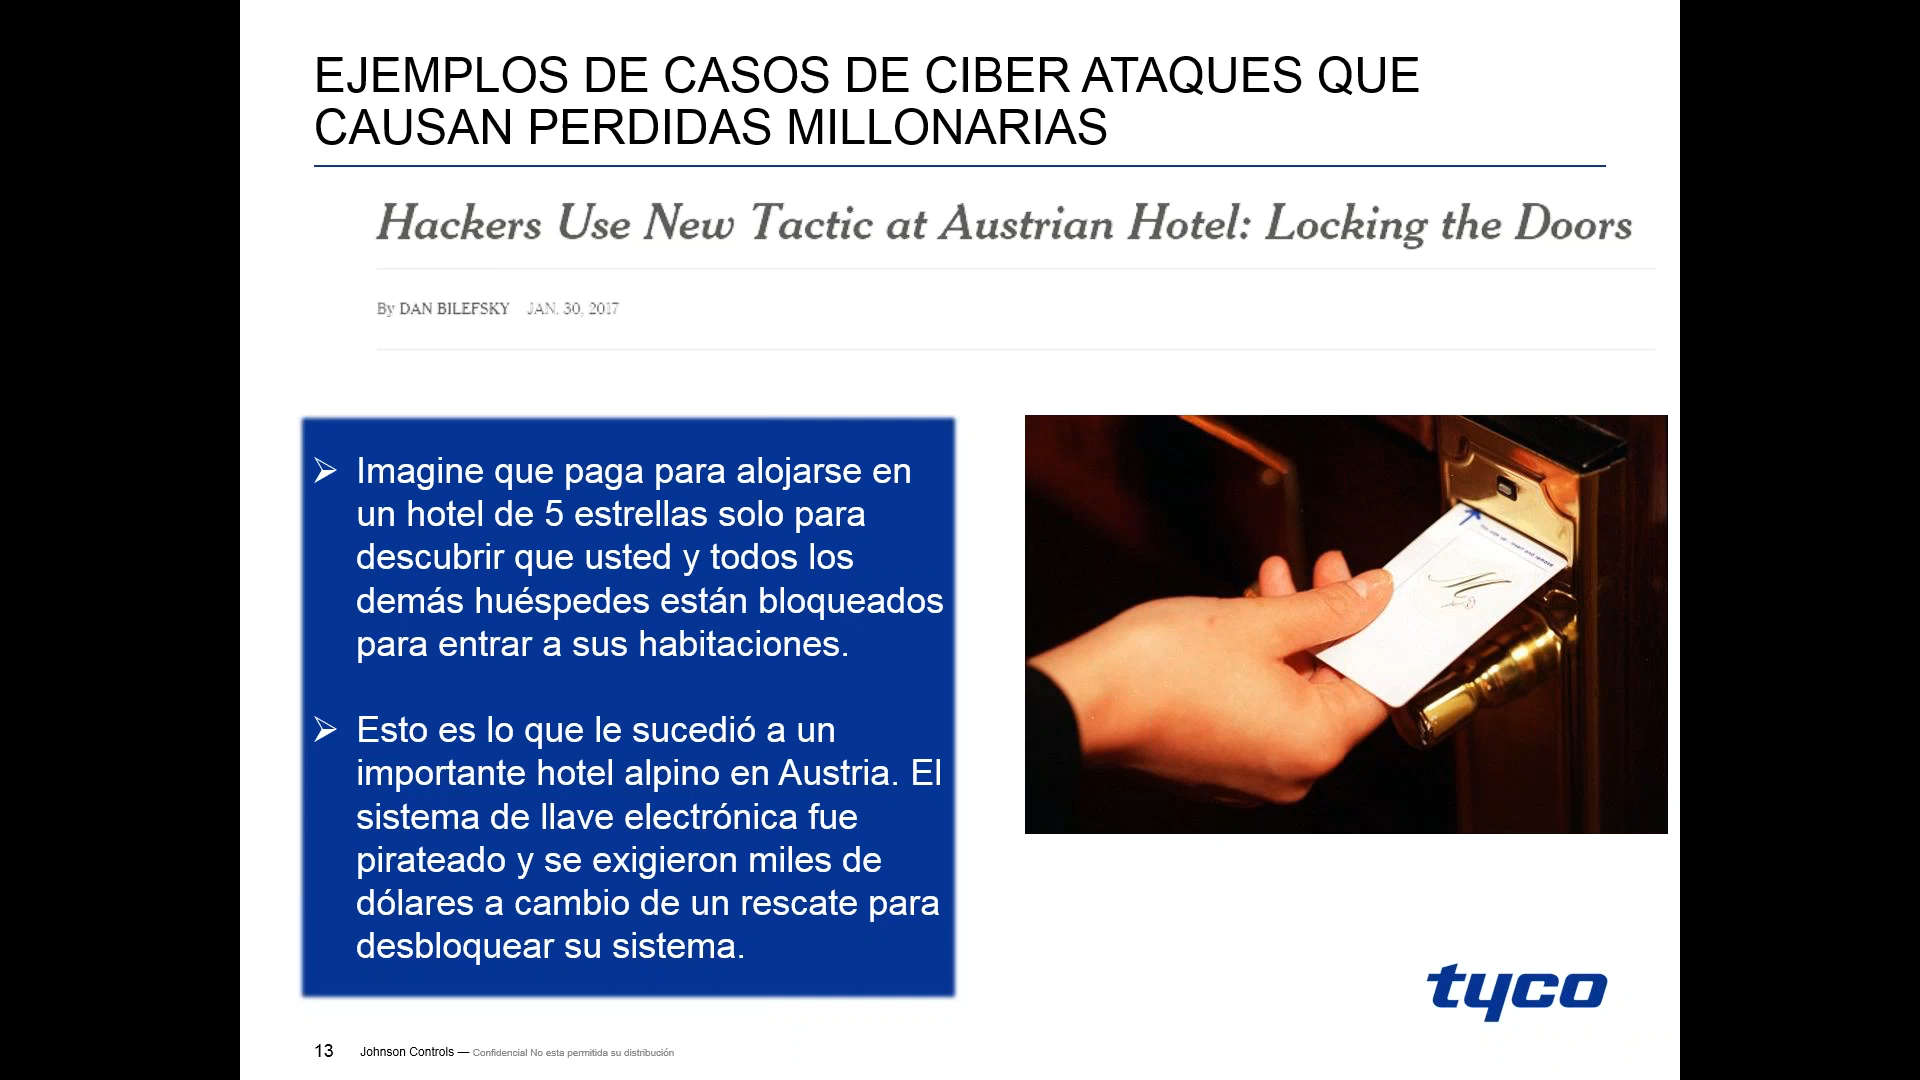 EJEMPLOS DE CASOS DE CIBER ATAQUES QUE
CAUSAN PERDIDAS MILLONARIAS
Hackers Use New Tactic at Austrian Hotel: Locking the Doors
By DAN BILEFSKY JAN. 30, 2017
Imagine que paga para alojarse en
un hotel de 5 estrellas solo para
descubrir que usted y todos los
demás huéspedes están bloqueados
para entrar a sus habitaciones.
Esto es lo que le sucedió a un
importante hotel alpino en Austria. El
sistema de llave electrónica fue
pirateado y se exigieron miles de
dólares a cambio de un rescate para
desbloquear su sistema.
tyco
13 Johnson Controls — Confidencial No esta permitida su distribución